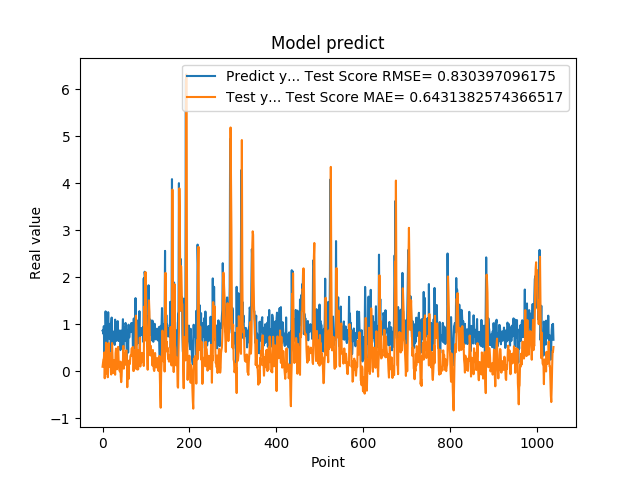 Model predict
Predict y... Test Score RMSE= 0.830397096175
Test y... Test Score MAE= 0.6431382574366517
Real value
6
5
4
3
2
1
0
−1
0 200 400 600 800 1000
Point